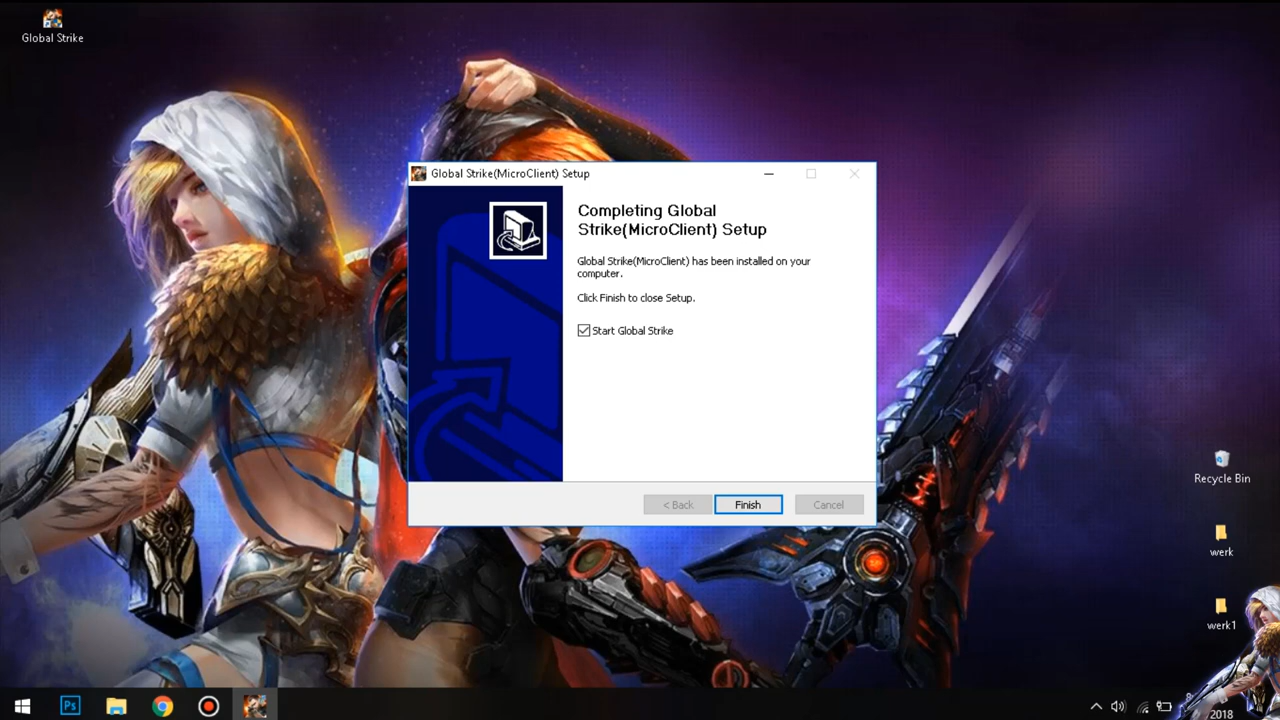 Global Strike
Global Strike(MicroClient) Setup
Completing Global
Strike(MicroClient) Setup
Global Strike(MicroClient) has been installed on your
computer.
Click Finish to close Setup.
Start Global Strike
< Back
Finish
Cancel
Recycle Bin
werk
werk1
Ps
2018